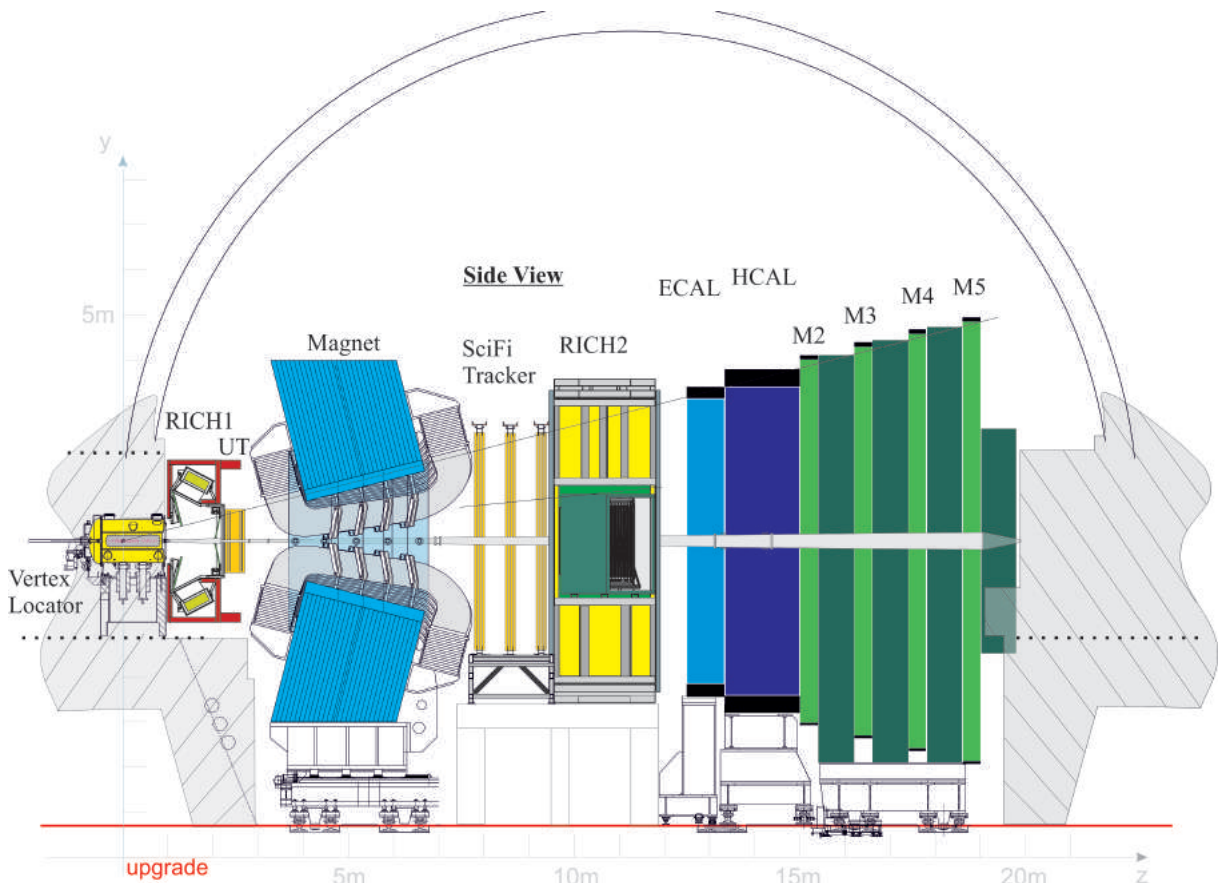 y
5m
Side View
ECAL
HCAL
M2
M3
M4
M5
Magnet
SciFi
Tracker
RICH2
RICH1
UT
Vertex
Locator
upgrade
5m
10m
15m
20m
z